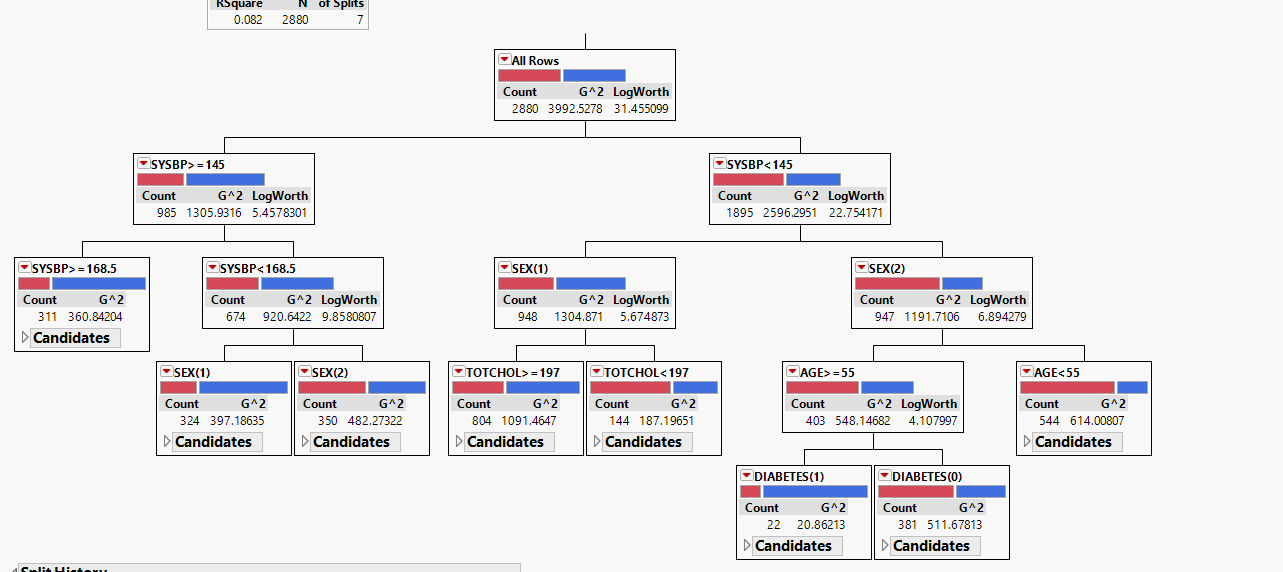 RSquare N of Splits
0.082 2880 7
All Rows
Count G^2 LogWorth
2880 3992.5278 31.455099
SYSBP>=145
Count G^2 LogWorth
985 1305.9316 5.4578301
SYSBP<145
Count G^2 LogWorth
1895 2596.2951 22.754171
SYSBP>=168.5
Count G^2
311 360.84204
Candidates
SYSBP<168.5
Count G^2 LogWorth
674 920.6422 9.8580807
SEX(1)
Count G^2 LogWorth
948 1304.871 5.674873
SEX(2)
Count G^2 LogWorth
947 1191.7106 6.894279
SEX(1)
Count G^2
324 397.18635
Candidates
SEX(2)
Count G^2
350 482.27322
Candidates
TOTCHOL>=197
Count G^2
804 1091.4647
Candidates
TOTCHOL<197
Count G^2
144 187.19651
Candidates
AGE>=55
Count G^2 LogWorth
403 548.14682 4.107997
AGE<55
Count G^2
544 614.00807
Candidates
DIABETES(1)
Count G^2
22 20.86213
Candidates
DIABETES(0)
Count G^2
381 511.67813
Candidates
Split History